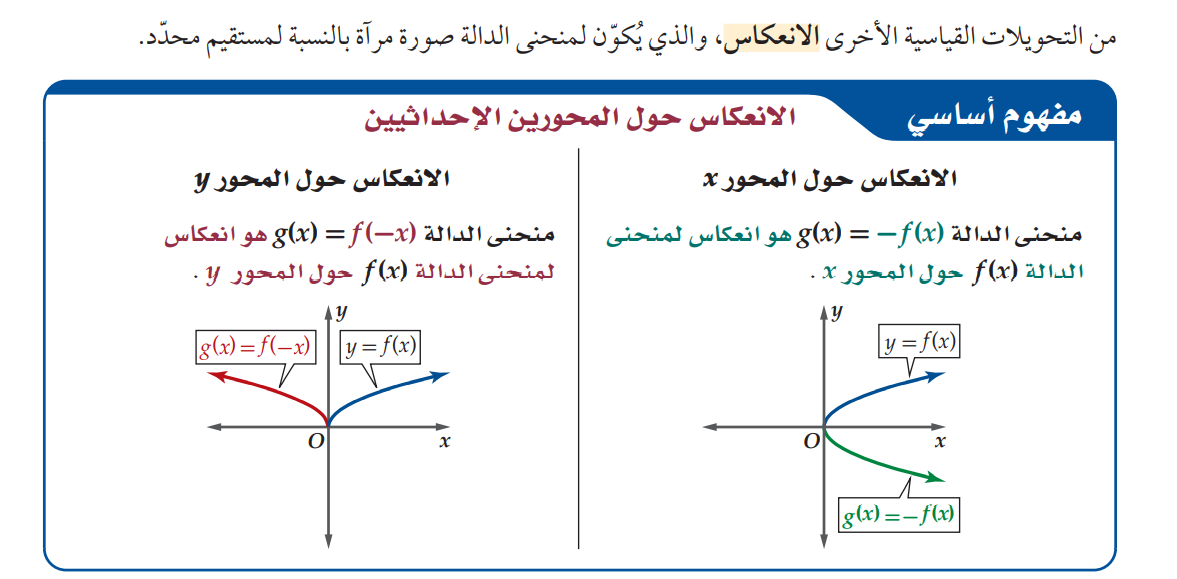 من التحويلات القياسية الأخرى الانعكاس، والذي يُكوّن لمنحنى الدالة صورة مرآة بالنسبة لمستقيم محدّد.
مفهوم أساسي
الانعكاس حول المحورين الإحداثيين
الانعكاس حول المحور x
منحنى الدالة g(x) = −f(x) هو انعكاس لمنحنى
الدالة f(x) حول المحور x .
y
y = f(x)
O
x
g(x) = −f(x)
الانعكاس حول المحور y
منحنى الدالة g(x) = f(−x) هو انعكاس
لمنحنى الدالة f(x) حول المحور y .
y
g(x) = f(−x)
y = f(x)
O
x